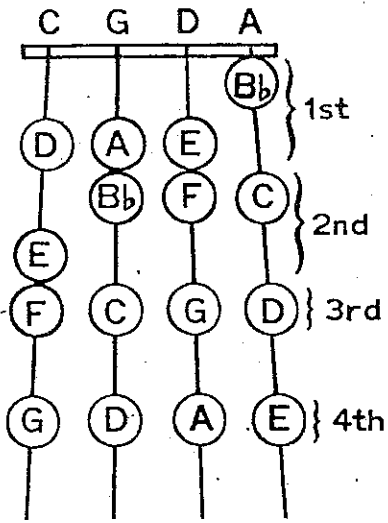 C G D A
B♭
1st
D A E
B♭ F C
2nd
E
F C G D 3rd
G D A E 4th